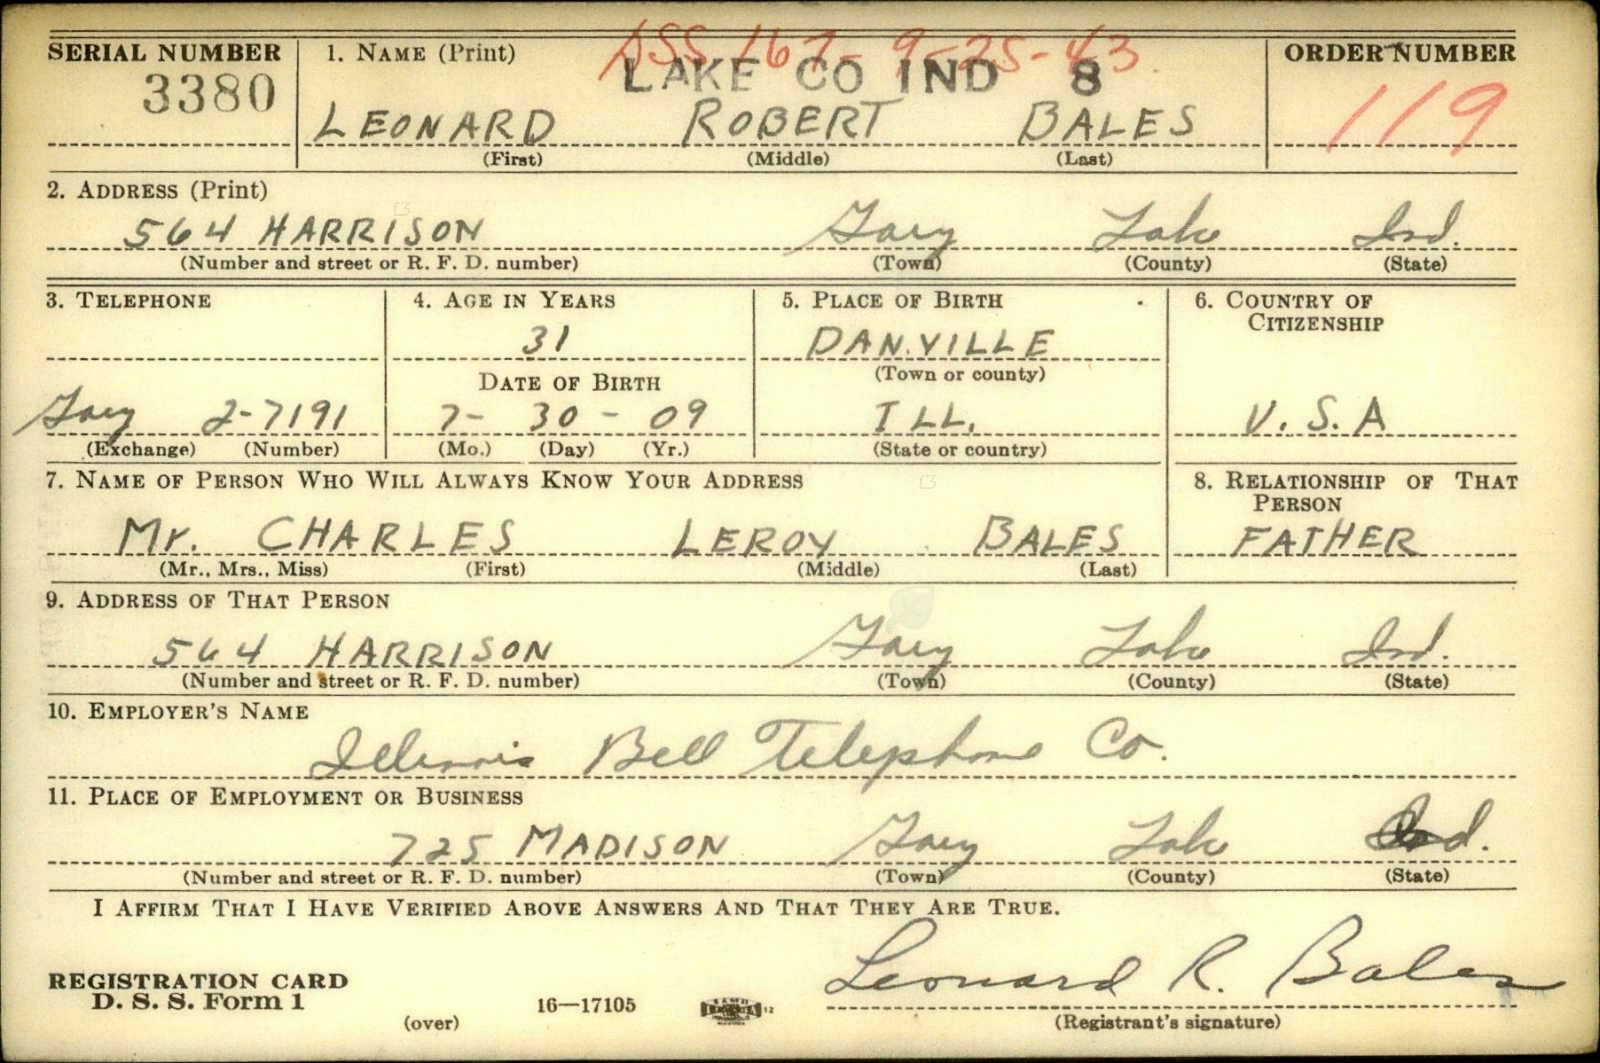 DSS 167- 9-25-43.
SERIAL NUMBER 1. NAME (Print) LAKE CO IND 8 ORDER NUMBER
3380 LEONARD ROBERT BALES 119
(First) (Middle) (Last)
2. ADDRESS (Print)
564 HARRISON Gary Lake Ind.
(Number and street or R. F. D. number) (Town) (County) (State)
3. TELEPHONE 4. AGE IN YEARS 5. PLACE OF BIRTH 6. COUNTRY OF
CITIZENSHIP
31 DANVILLE
DATE OF BIRTH (Town or county)
Gary 2-7191 7- 30 - 09 ILL. U.S.A
(Exchange) (Number) (Mo.) (Day) (Yr.) (State or country)
7. NAME OF PERSON WHO WILL ALWAYS KNOW YOUR ADDRESS 8. RELATIONSHIP OF THAT
PERSON
Mr. CHARLES LEROY BALES FATHER
(Mr., Mrs., Miss) (First) (Middle) (Last)
9. ADDRESS OF THAT PERSON
564 HARRISON Gary Lake Ind.
(Number and street or R. F. D. number) (Town) (County) (State)
10. EMPLOYER'S NAME
Illinois Bell Telephone Co.
11. PLACE OF EMPLOYMENT OR BUSINESS
725 MADISON Gary Lake Ind.
(Number and street or R. F. D. number) (Town) (County) (State)
I AFFIRM THAT I HAVE VERIFIED ABOVE ANSWERS AND THAT THEY ARE TRUE.
Leonard R. Bales
REGISTRATION CARD
D. S. S. Form 1 16—17105 12
(over) (Registrant's signature)